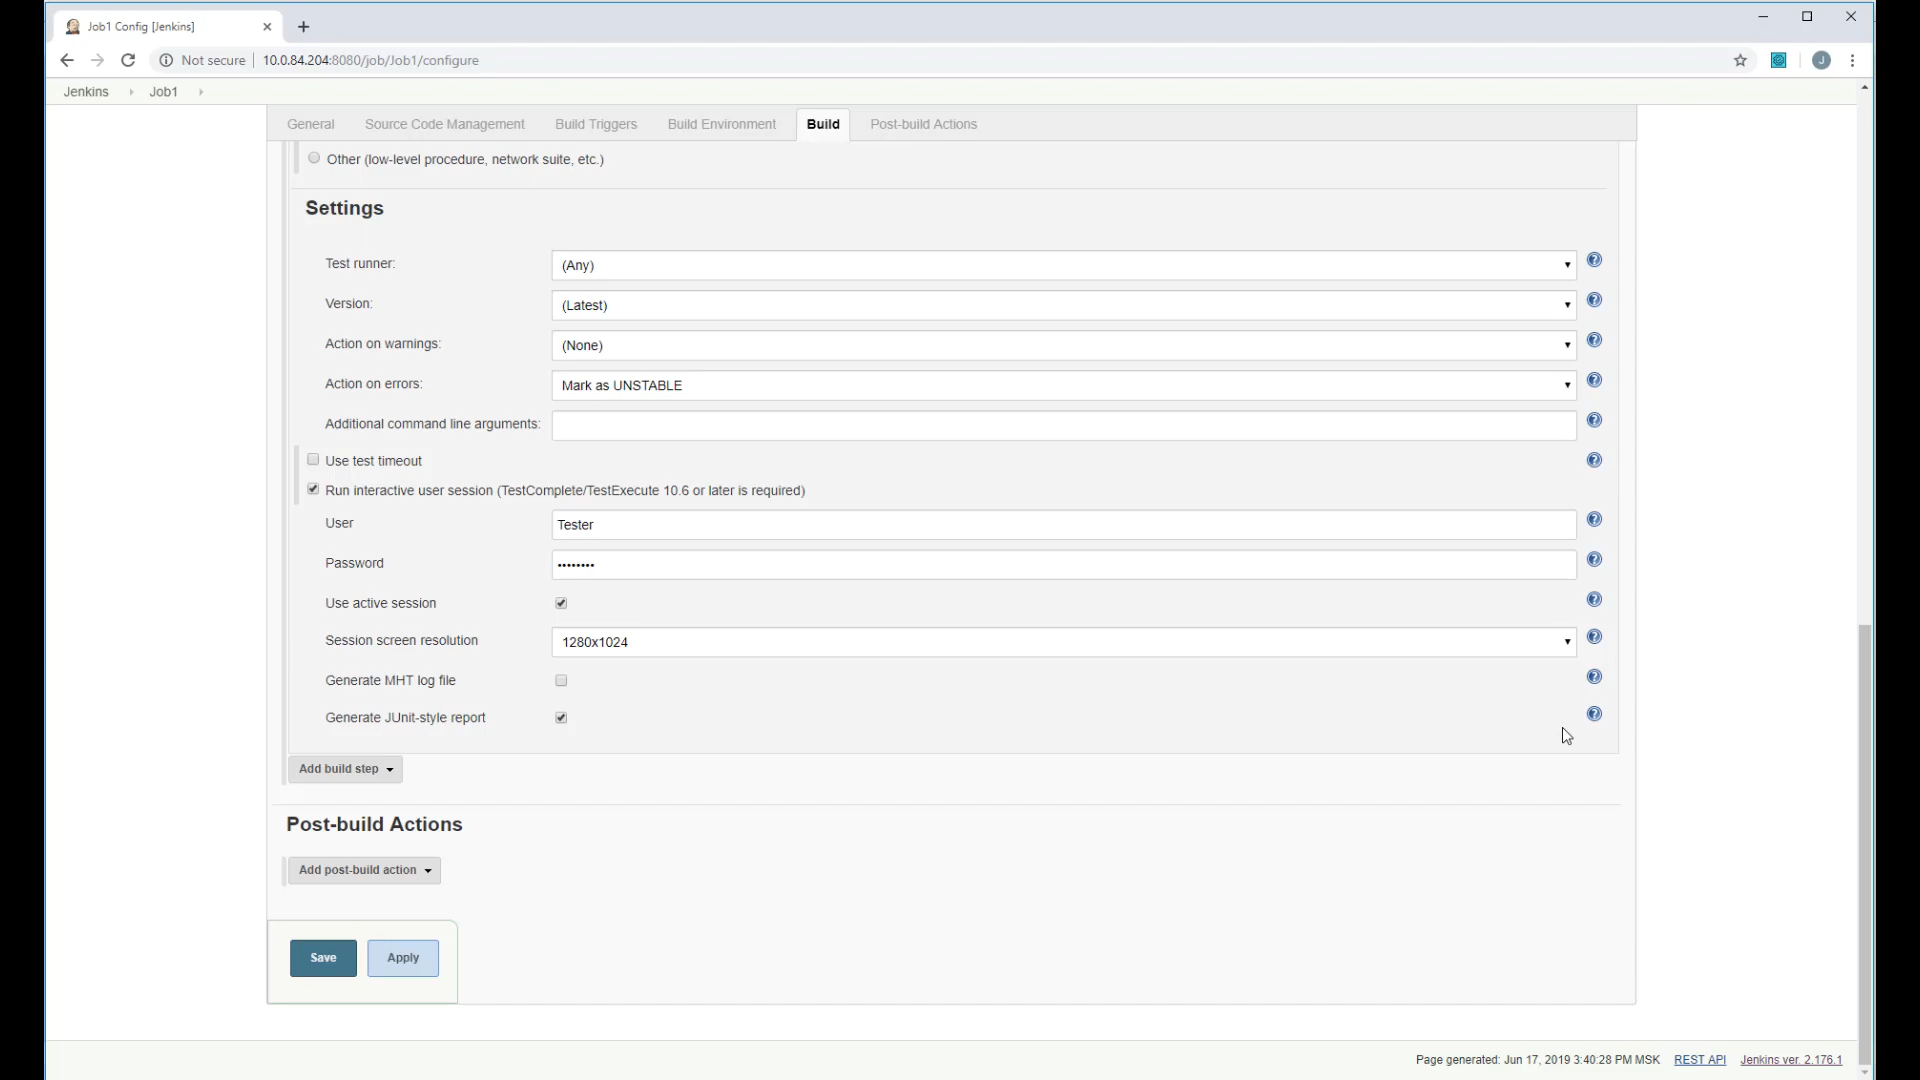 Job1 Config [Jenkins]
Not secure 10.0.84.204:8080/job/Job1/configure
J
Jenkins Job1
General Source Code Management Build Triggers Build Environment Build Post-build Actions
Other (low-level procedure, network suite, etc.)
Settings
Test runner: (Any)
Version: (Latest)
Action on warnings: (None)
Action on errors: Mark as UNSTABLE
Additional command line arguments:
Use test timeout
Run interactive user session (TestComplete/TestExecute 10.6 or later is required)
User Tester
Password ••••••••
Use active session
Session screen resolution 1280x1024
Generate MHT log file
Generate JUnit-style report
Add build step
Post-build Actions
Add post-build action
Save Apply
Page generated: Jun 17, 2019 3:40:28 PM MSK REST API Jenkins ver. 2.176.1